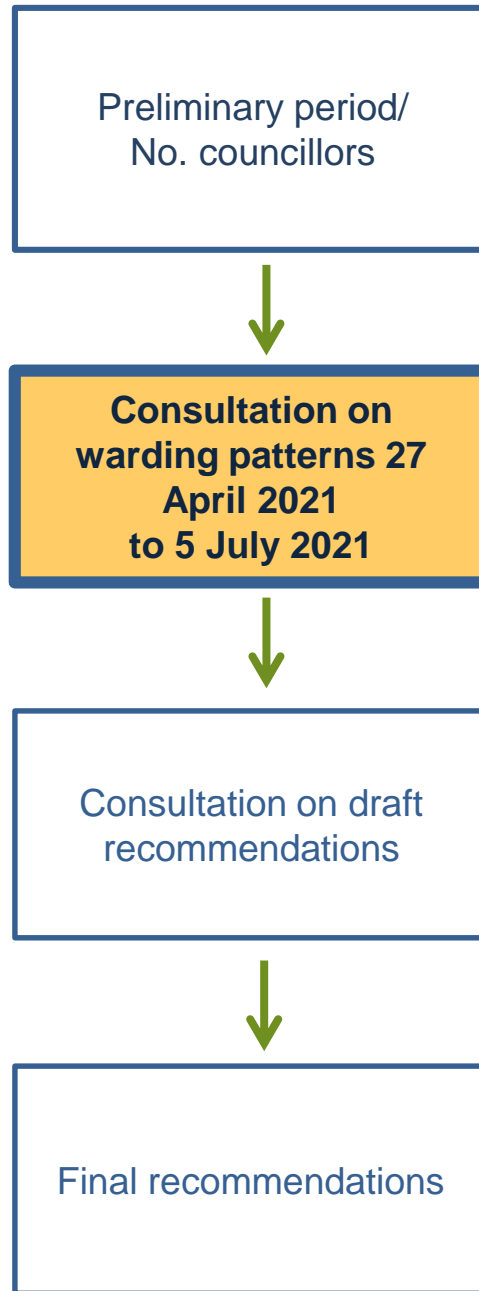 Preliminary period/
No. councillors
Consultation on
warding patterns 27
April 2021
to 5 July 2021
Consultation on draft
recommendations
Final recommendations